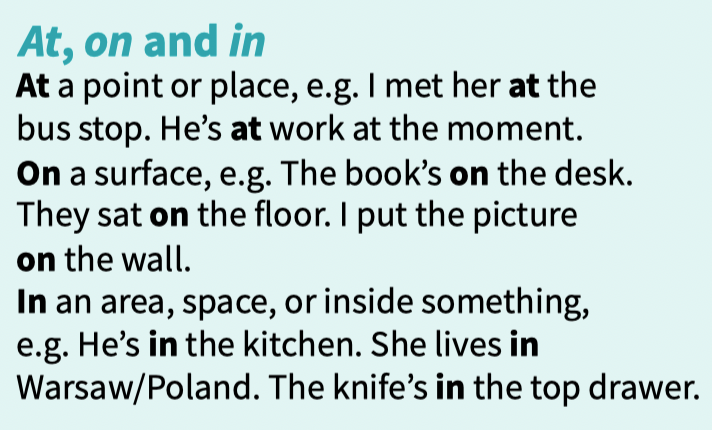 At, on and in
At a point or place, e.g. I met her at the
bus stop. He’s at work at the moment.
On a surface, e.g. The book’s on the desk.
They sat on the floor. I put the picture
on the wall.
In an area, space, or inside something,
e.g. He’s in the kitchen. She lives in
Warsaw/Poland. The knife’s in the top drawer.